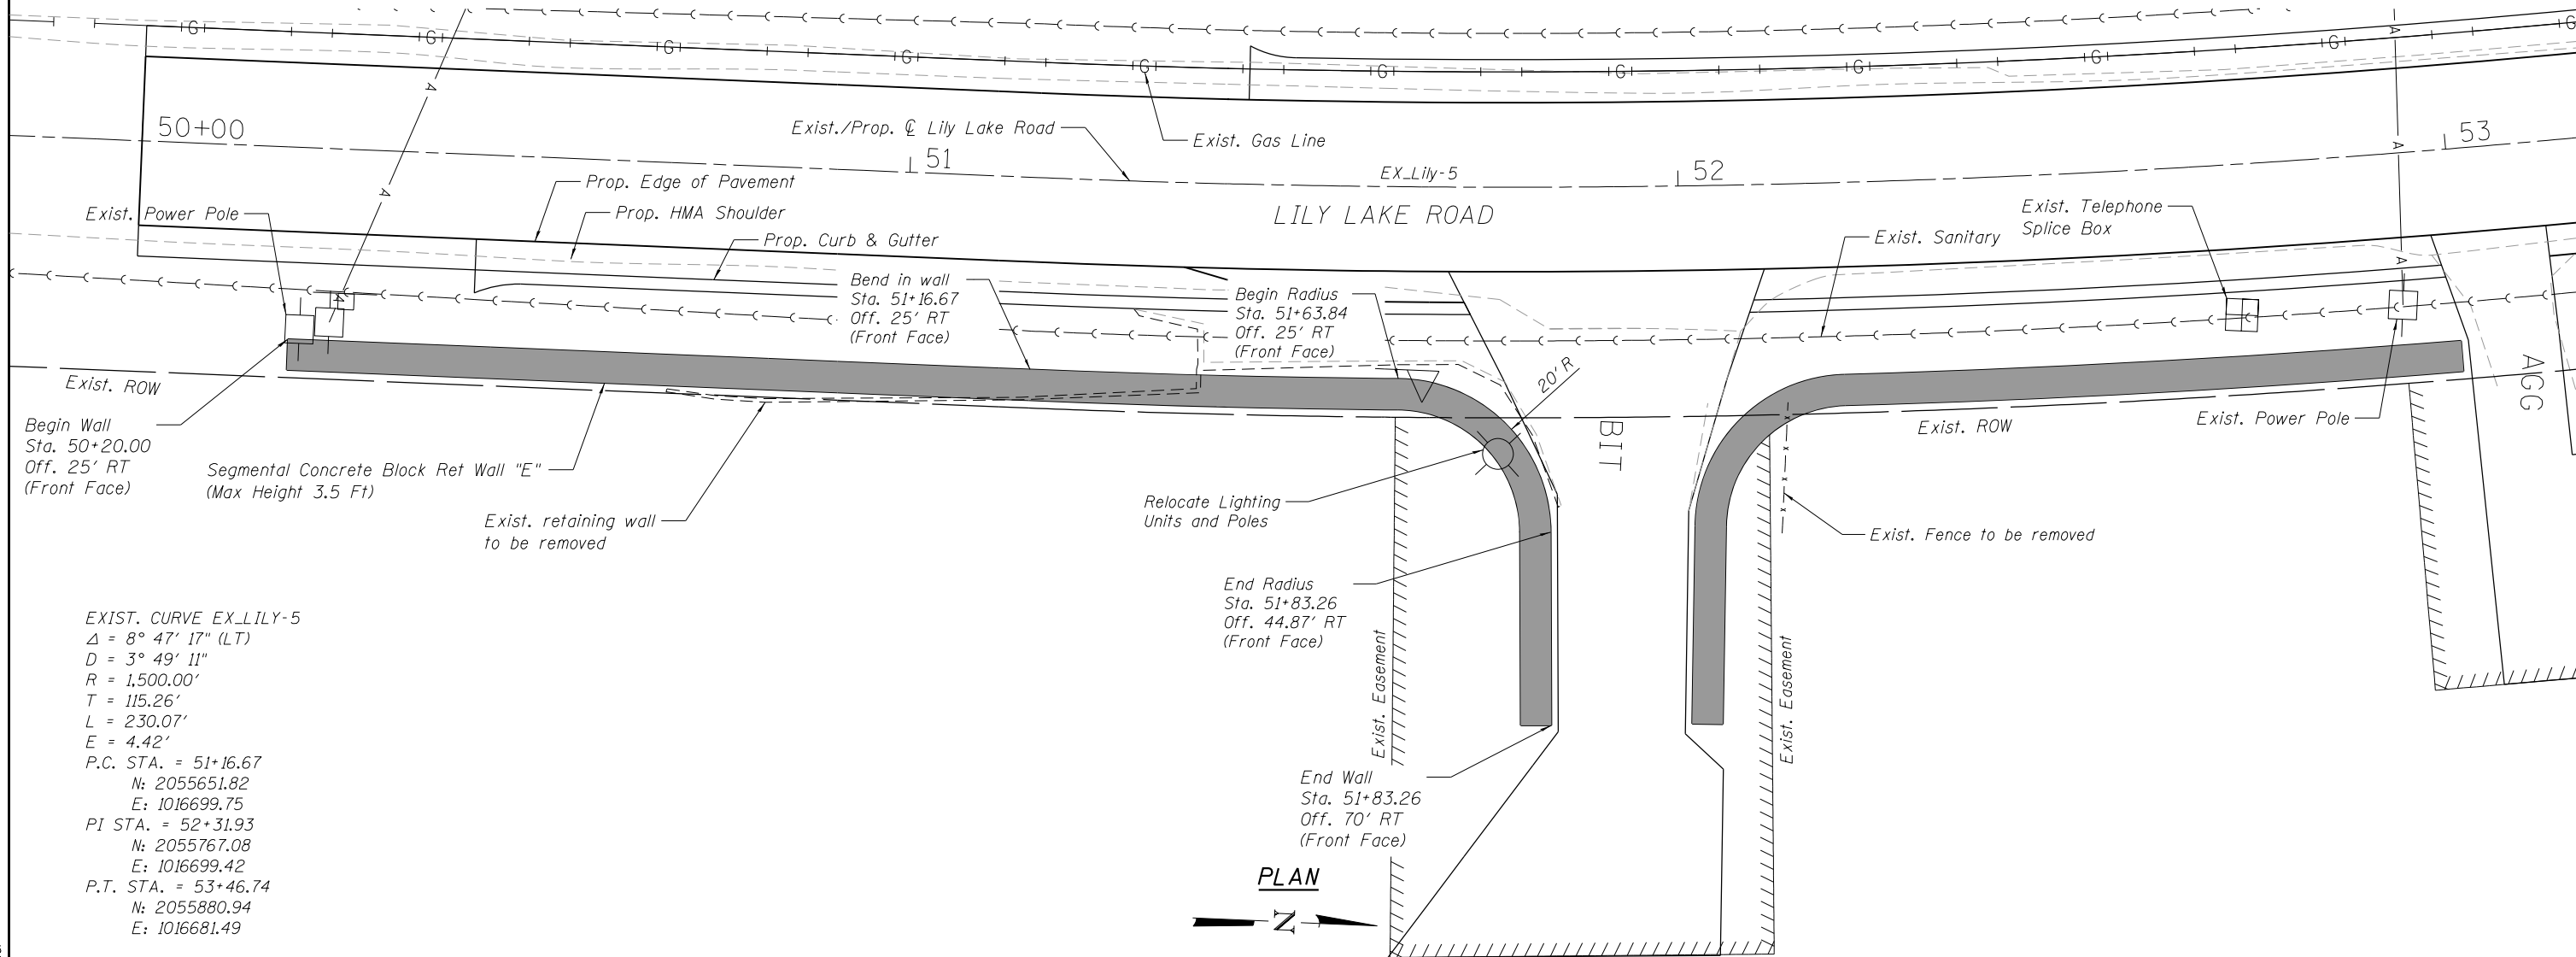 50+00
51
52
53
Exist./Prop. ℄ Lily Lake Road
Exist. Gas Line
EX_Lily-5
LILY LAKE ROAD
Prop. Edge of Pavement
Prop. HMA Shoulder
Prop. Curb & Gutter
Exist. Power Pole
Exist. Telephone
Splice Box
Exist. Sanitary
Bend in wall
Sta. 51+16.67
Off. 25' RT
(Front Face)
Begin Radius
Sta. 51+63.84
Off. 25' RT
(Front Face)
20' R
Exist. ROW
Begin Wall
Sta. 50+20.00
Off. 25' RT
(Front Face)
Segmental Concrete Block Ret Wall "E"
(Max Height 3.5 Ft)
Exist. retaining wall
to be removed
Relocate Lighting
Units and Poles
BIT
AGG
Exist. ROW
Exist. Power Pole
Exist. Fence to be removed
End Radius
Sta. 51+83.26
Off. 44.87' RT
(Front Face)
Exist. Easement
Exist. Easement
End Wall
Sta. 51+83.26
Off. 70' RT
(Front Face)
EXIST. CURVE EX_LILY-5
Δ = 8° 47' 17" (LT)
D = 3° 49' 11"
R = 1,500.00'
T = 115.26'
L = 230.07'
E = 4.42'
P.C. STA. = 51+16.67
N: 2055651.82
E: 1016699.75
PI STA. = 52+31.93
N: 2055767.08
E: 1016699.42
P.T. STA. = 53+46.74
N: 2055880.94
E: 1016681.49
PLAN
N
G
G
G
G
G
G
G
G
G
G
G
A
A
A
A
A
A
A